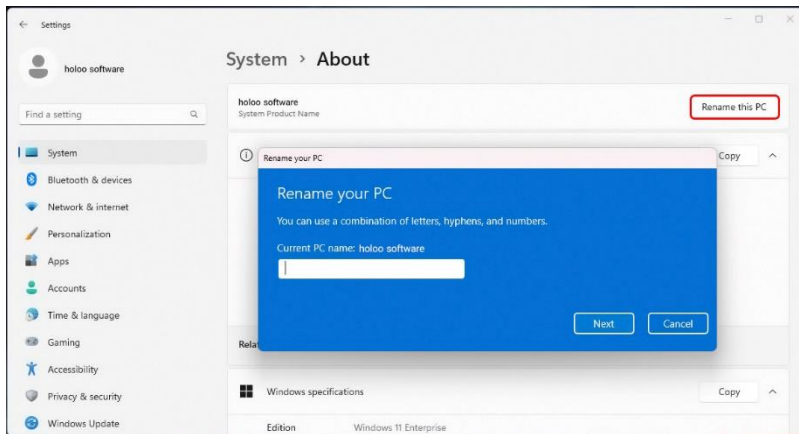 Settings
holoo software
Find a setting
System
Bluetooth & devices
Network & internet
Personalization
Apps
Accounts
Time & language
Gaming
Accessibility
Privacy & security
Windows Update
System > About
holoo software
System Product Name
Rename this PC
Copy
Rename your PC
Rename your PC
You can use a combination of letters, hyphens, and numbers.
Current PC name: holoo software
Next Cancel
Rela
Windows specifications Copy
Edition Windows 11 Enterprise